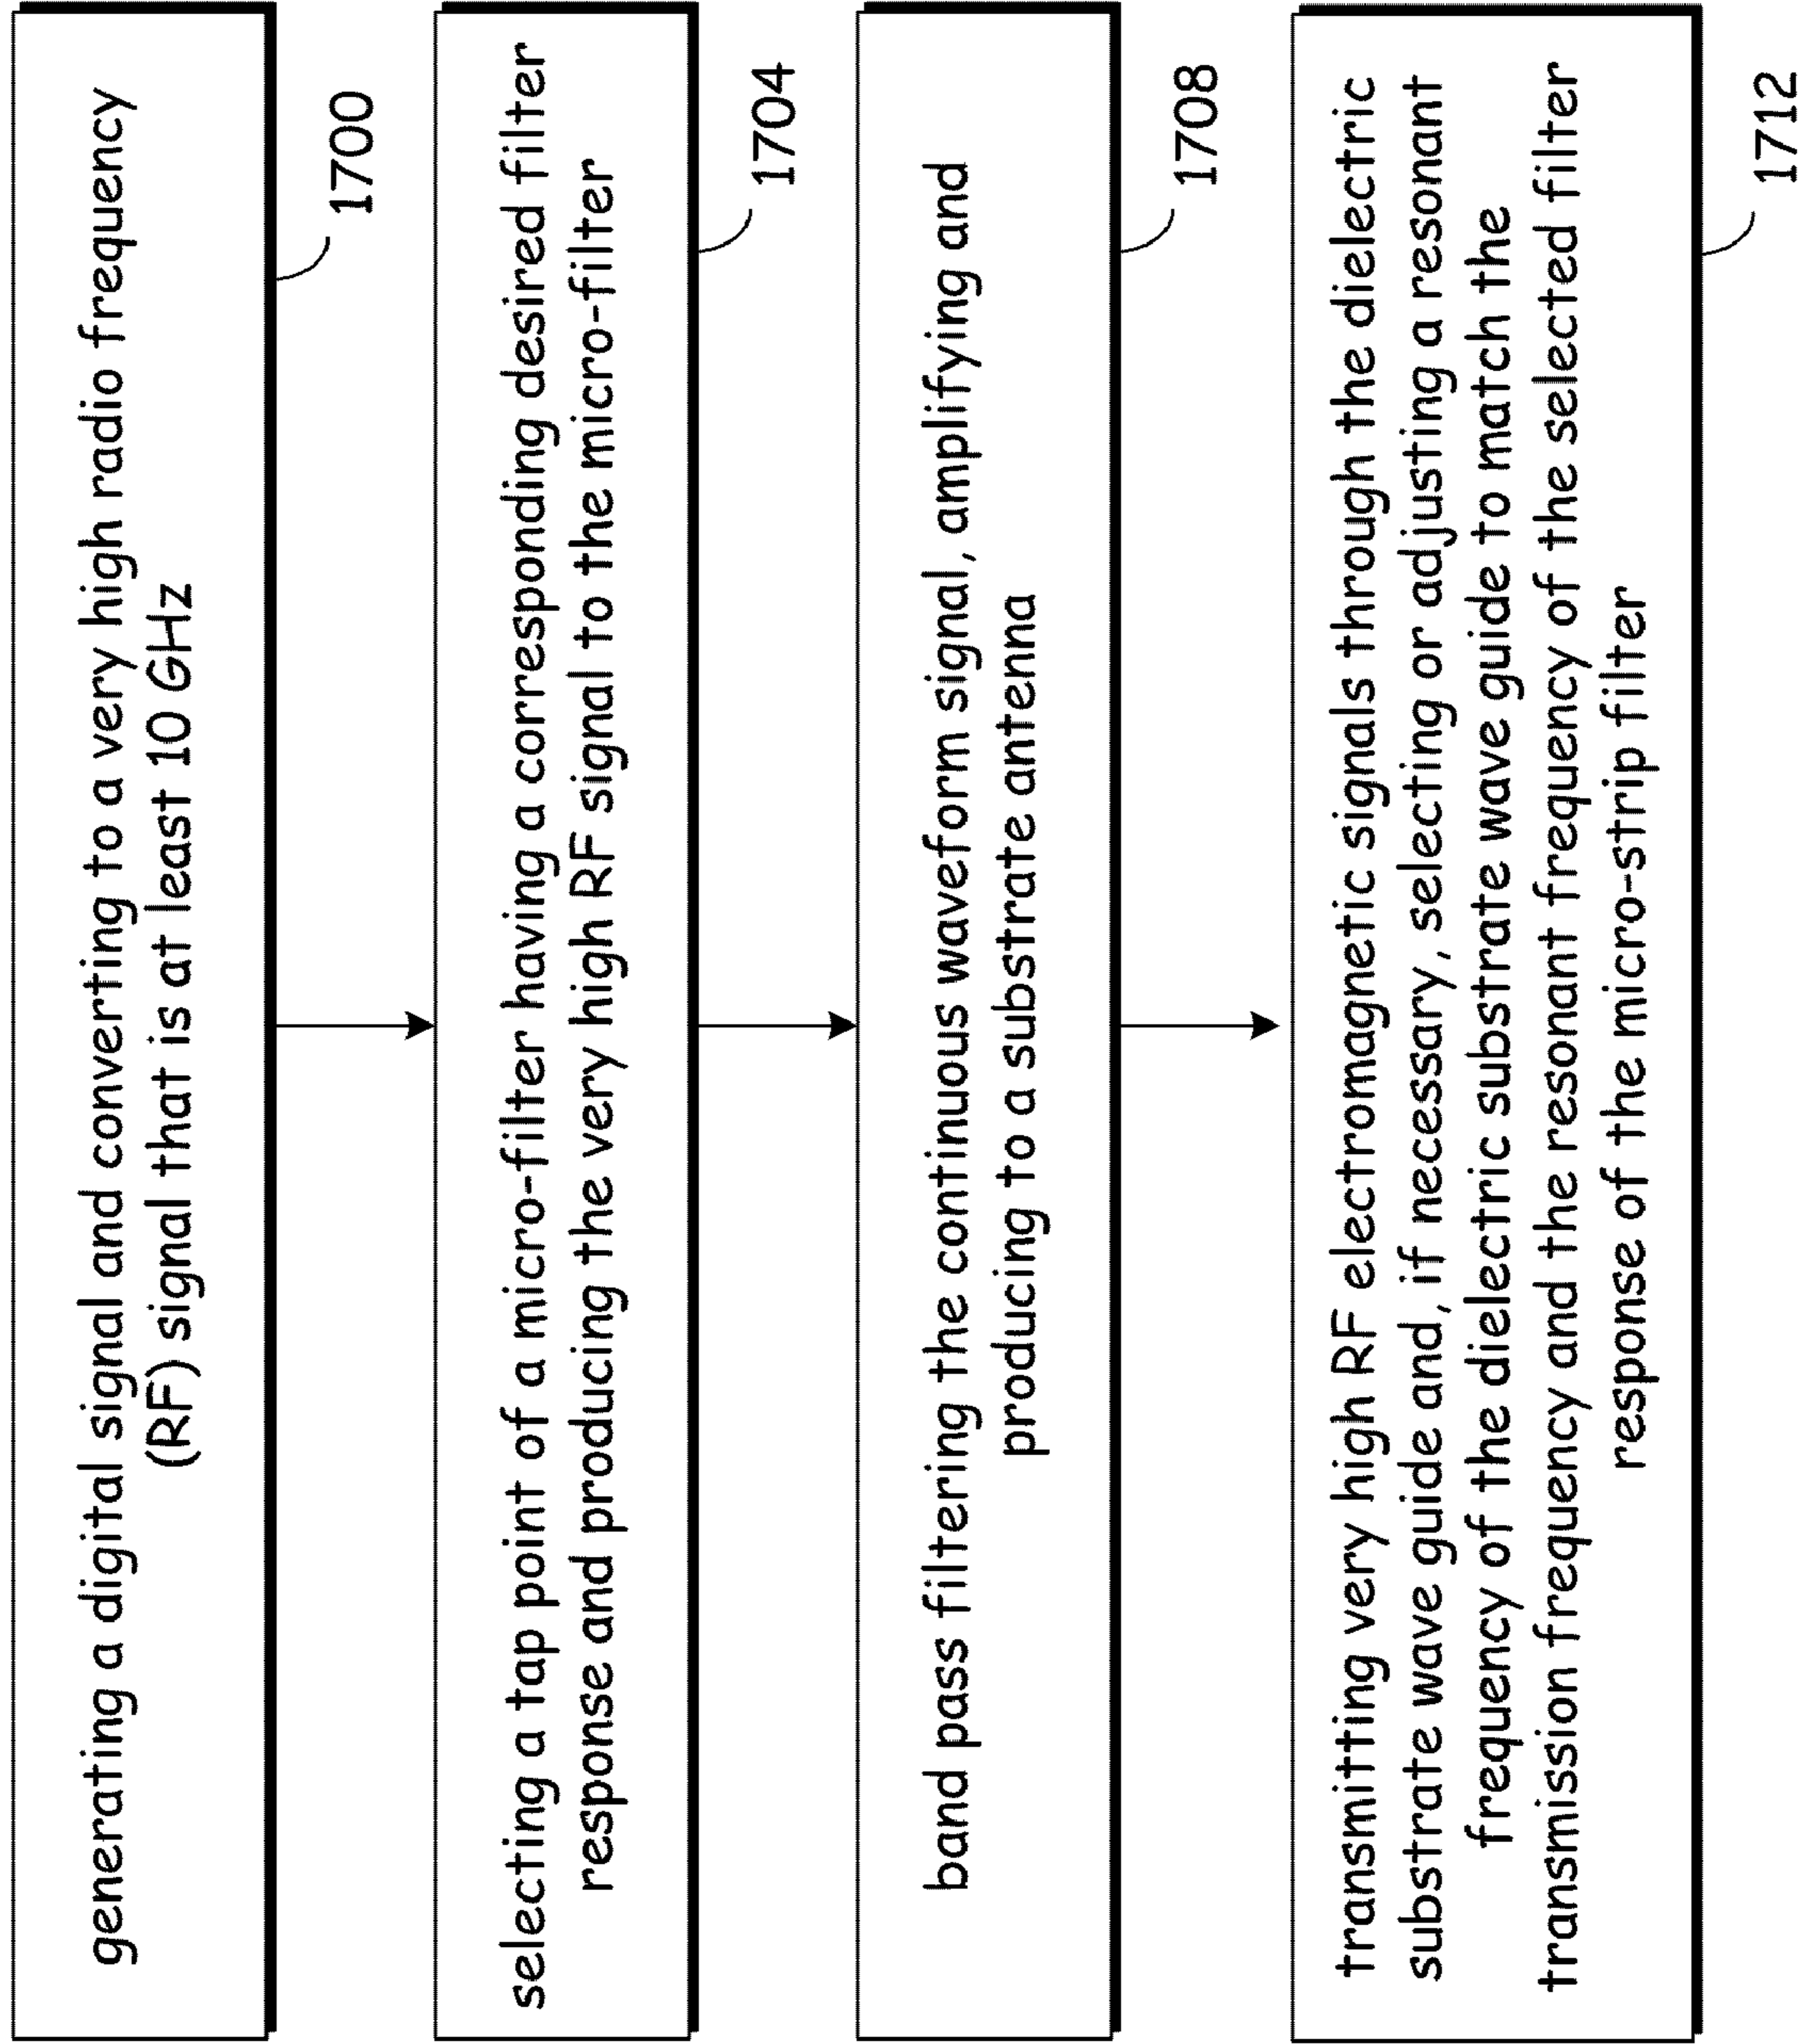 generating a digital signal and converting to a very high radio frequency
(RF) signal that is at least 10 GHz
1700
selecting a tap point of a micro-filter having a corresponding desired filter
response and producing the very high RF signal to the micro-filter
1704
band pass filtering the continuous waveform signal, amplifying and
producing to a substrate antenna
1708
transmitting very high RF electromagnetic signals through the dielectric
substrate wave guide and, if necessary, selecting or adjusting a resonant
frequency of the dielectric substrate wave guide to match the
transmission frequency and the resonant frequency of the selected filter
response of the micro-strip filter
1712